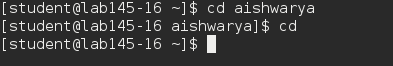 [student@lab145-16 ~]$ cd aishwarya
[student@lab145-16 aishwarya]$ cd
[student@lab145-16 ~]$